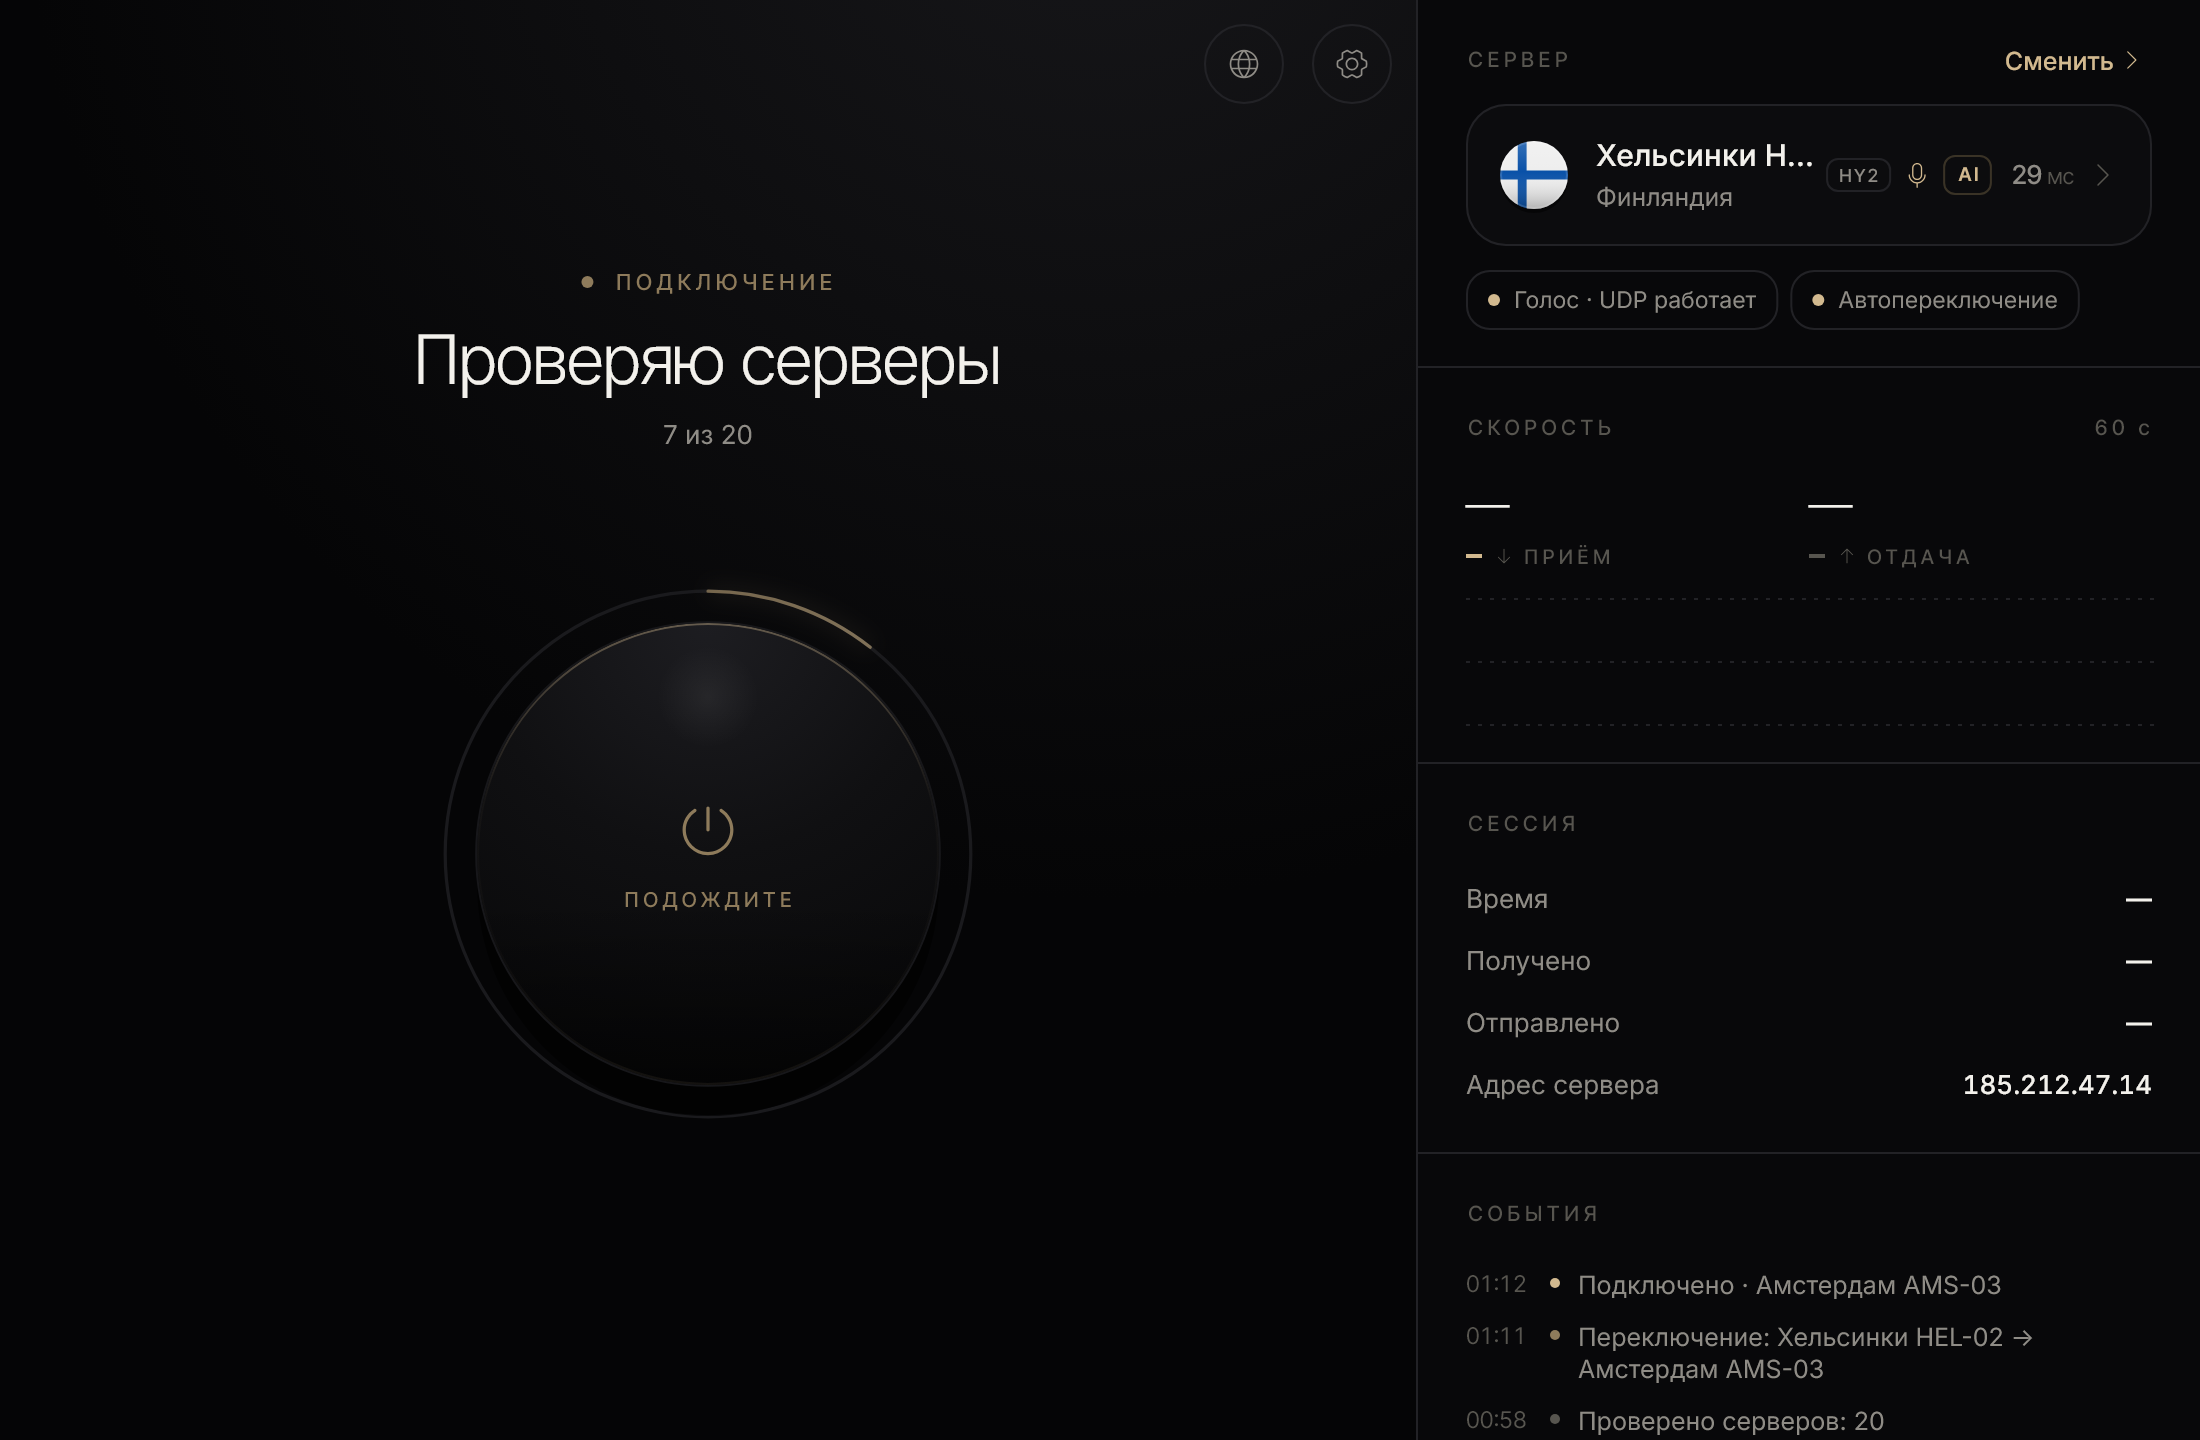 ПОДКЛЮЧЕНИЕ
Проверяю серверы
7 из 20
ПОДОЖДИТЕ
СЕРВЕР
Сменить
Хельсинки H...
Финляндия
HY2
AI
29 мс
Голос · UDP работает
Автопереключение
СКОРОСТЬ
60 с
—
—
↓ ПРИЁМ
↑ ОТДАЧА
СЕССИЯ
Время —
Получено —
Отправлено —
Адрес сервера 185.212.47.14
СОБЫТИЯ
01:12 Подключено · Амстердам AMS-03
01:11 Переключение: Хельсинки HEL-02 →
Амстердам AMS-03
00:58 Проверено серверов: 20